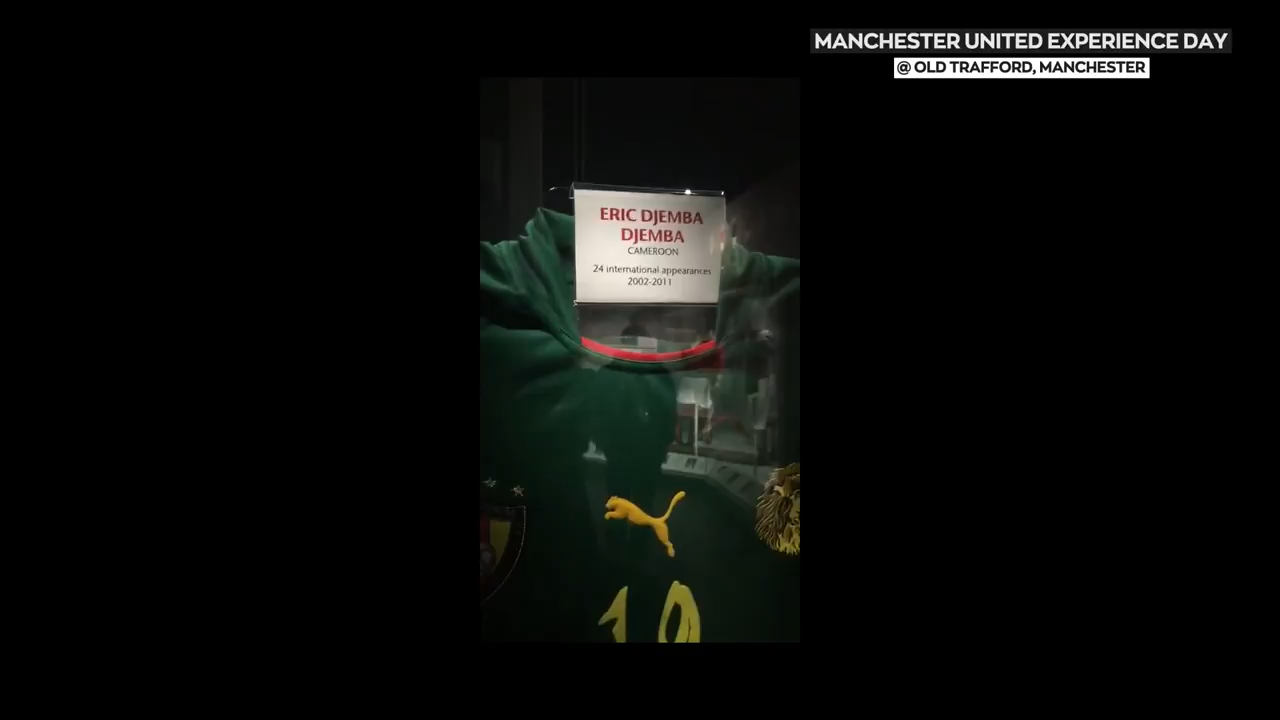 MANCHESTER UNITED EXPERIENCE DAY
@ OLD TRAFFORD, MANCHESTER
ERIC DJEMBA
DJEMBA
CAMEROON
24 international appearances
2002-2011